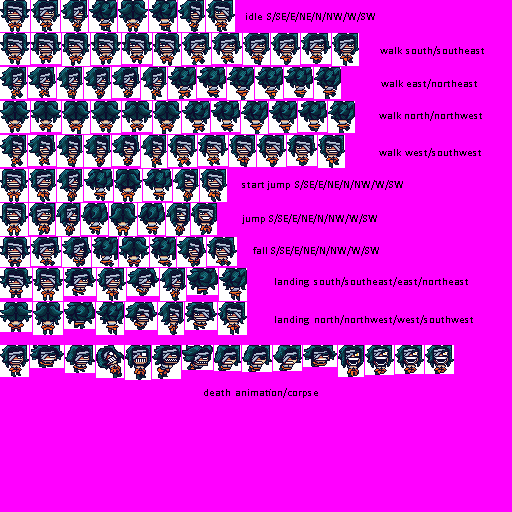 idle S/SE/E/NE/N/NW/W/SW
walk south/southeast
walk east/northeast
walk north/northwest
walk west/southwest
start jump S/SE/E/NE/N/NW/W/SW
jump S/SE/E/NE/N/NW/W/SW
fall S/SE/E/NE/N/NW/W/SW
landing south/southeast/east/northeast
landing north/northwest/west/southwest
death animation/corpse